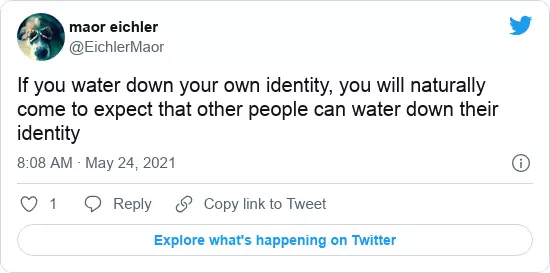 maor eichler
@EichlerMaor
If you water down your own identity, you will naturally
come to expect that other people can water down their
identity
8:08 AM · May 24, 2021
1 Reply Copy link to Tweet
Explore what's happening on Twitter